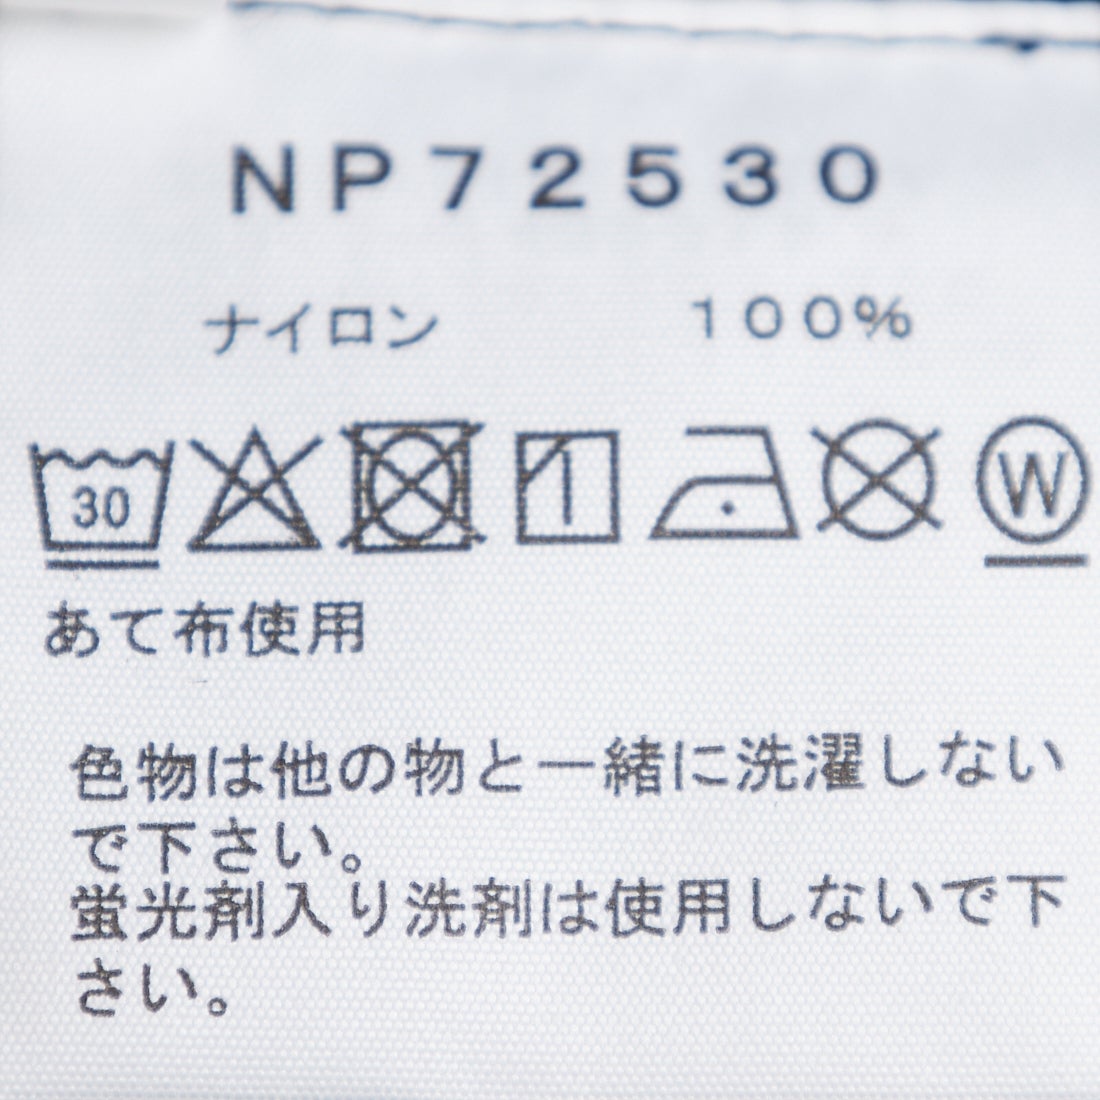 NP72530
ナイロン 100%
30 W
あて布使用
色物は他の物と一緒に洗濯しない
で下さい。
蛍光剤入り洗剤は使用しないで下
さい。